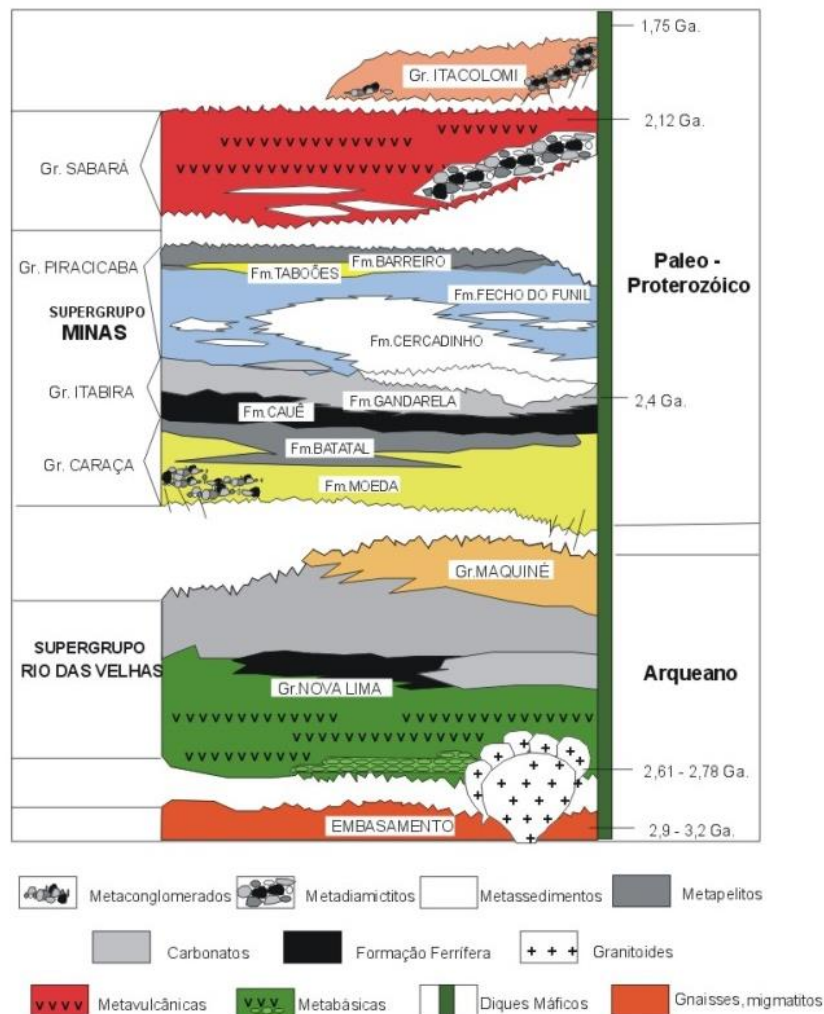 1,75 Ga.
Gr. ITACOLOMI
2,12 Ga.
Gr. SABARÁ
Gr. PIRACICABA
Fm.BARREIRO
Fm.TABOÕES
Paleo -
Proterozóico
Fm.FECHO DO FUNIL
SUPERGRUPO
MINAS
Fm.CERCADINHO
Gr. ITABIRA
Fm.GANDARELA
2,4 Ga.
Fm.CAUÊ
Fm.BATATAL
Gr. CARAÇA
Fm.MOEDA
Gr.MAQUINÉ
SUPERGRUPO
RIO DAS VELHAS
Arqueano
Gr.NOVA LIMA
2,61 - 2,78 Ga.
EMBASAMENTO
2,9 - 3,2 Ga.
Metaconglomerados
Metadiamictitos
Metassedimentos
Metapelitos
Carbonatos
Formação Ferrífera
Granitoides
Metavulcânicas
Metabásicas
Diques Máficos
Gnaisses, migmatitos